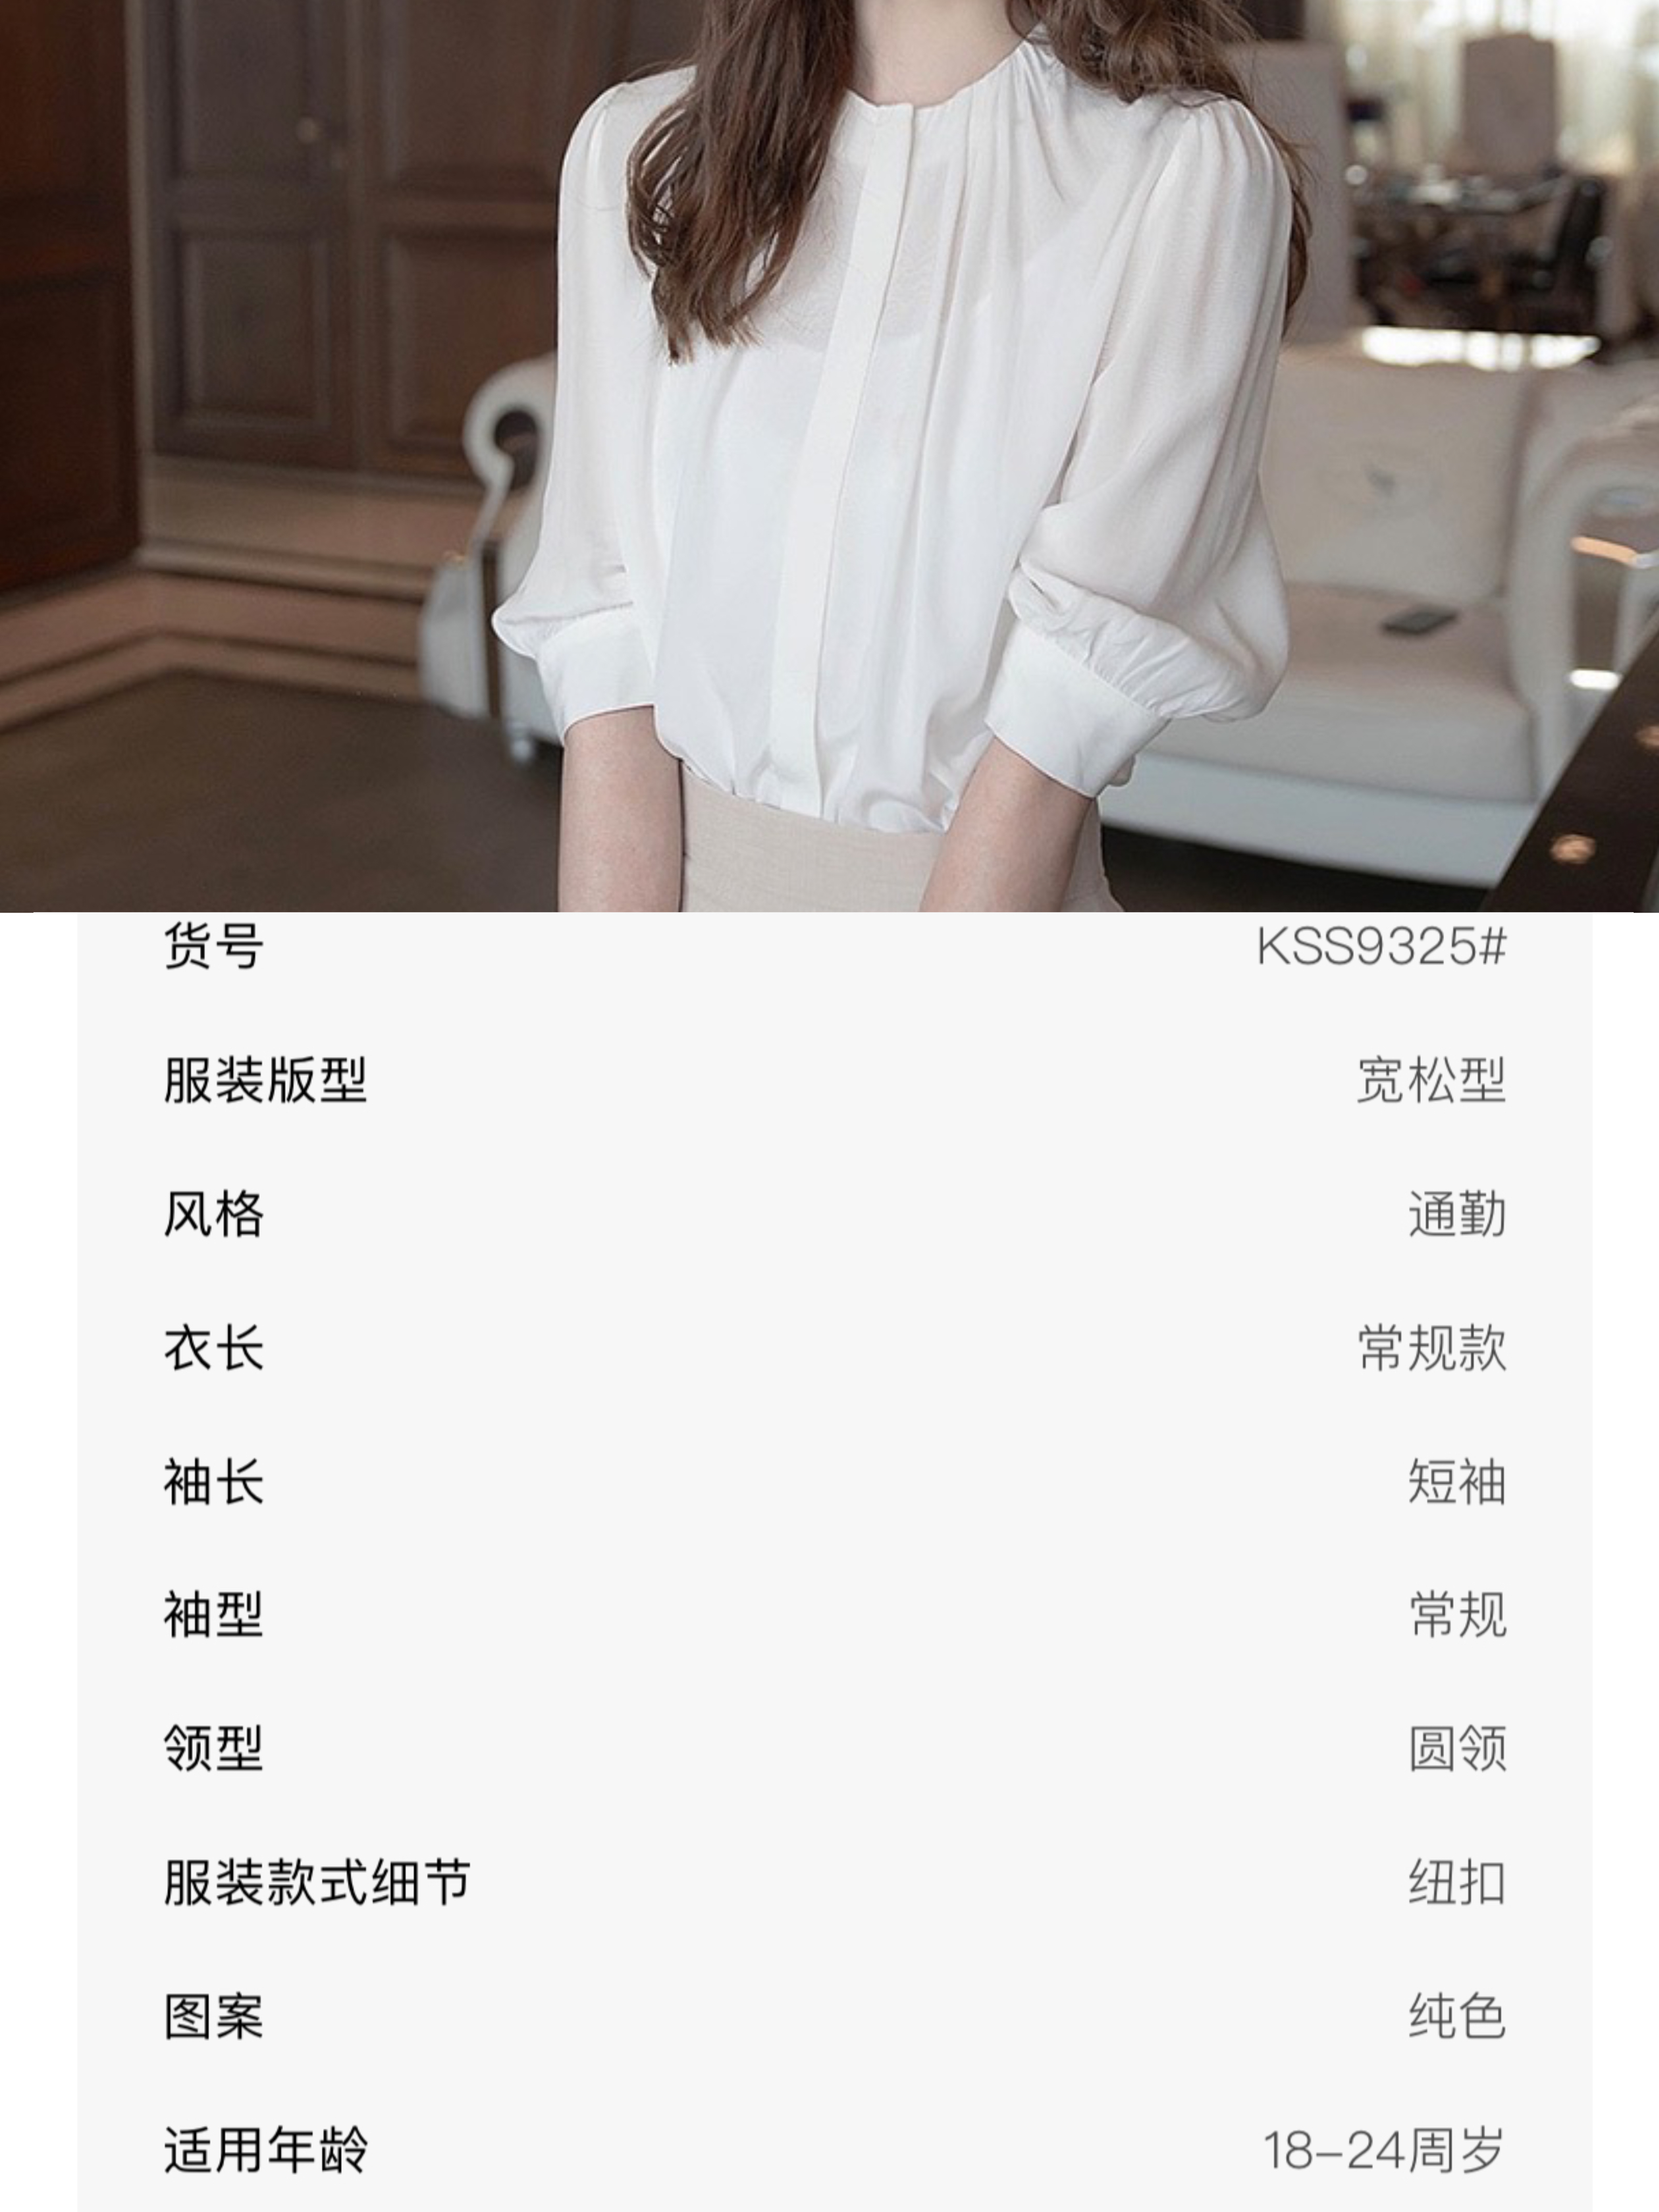 货号 KSS9325#
服装版型 宽松型
风格 通勤
衣长 常规款
袖长 短袖
袖型 常规
领型 圆领
服装款式细节 纽扣
图案 纯色
适用年龄 18-24周岁